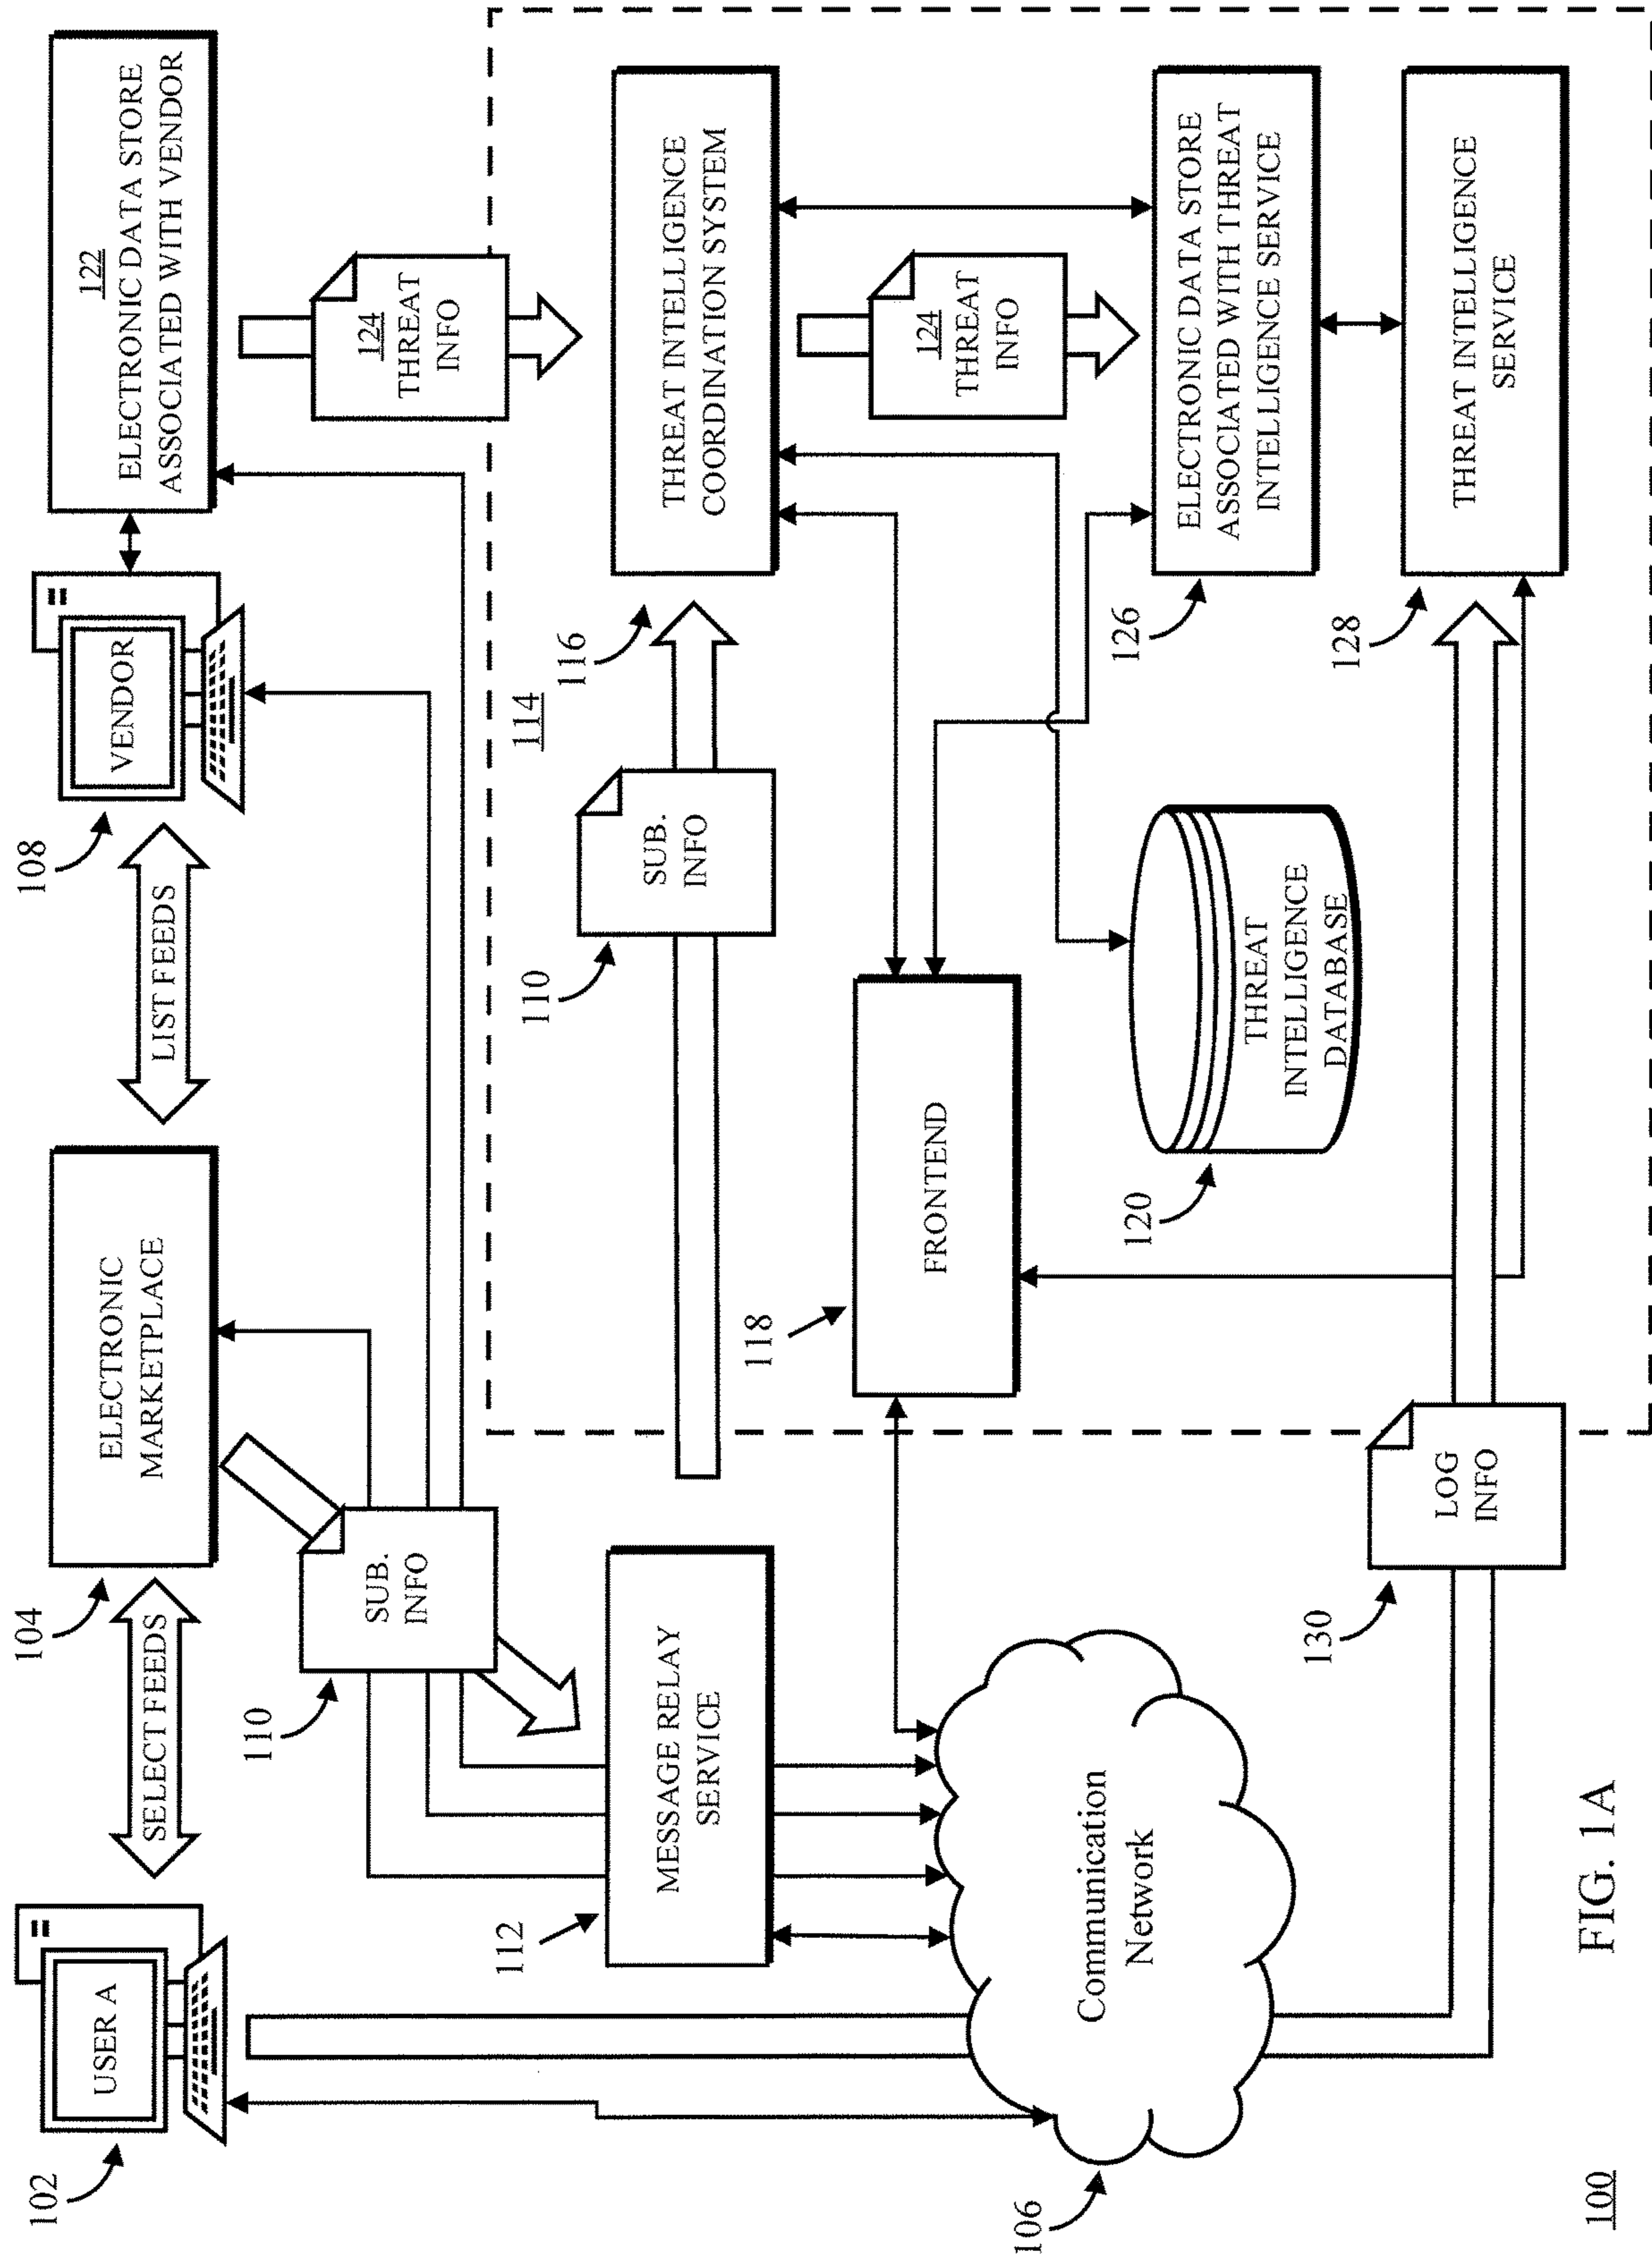 102
USER A
SELECT FEEDS
104
ELECTRONIC
MARKETPLACE
LIST FEEDS
108
VENDOR
122
ELECTRONIC DATA STORE
ASSOCIATED WITH VENDOR
110
SUB.
INFO
124
THREAT
INFO
112
MESSAGE RELAY
SERVICE
114
110
SUB.
INFO
116
THREAT INTELLIGENCE
COORDINATION SYSTEM
118
FRONTEND
124
THREAT
INFO
106
Communication
Network
120
THREAT
INTELLIGENCE
DATABASE
126
ELECTRONIC DATA STORE
ASSOCIATED WITH THREAT
INTELLIGENCE SERVICE
130
LOG
INFO
128
THREAT INTELLIGENCE
SERVICE
100
FIG. 1A